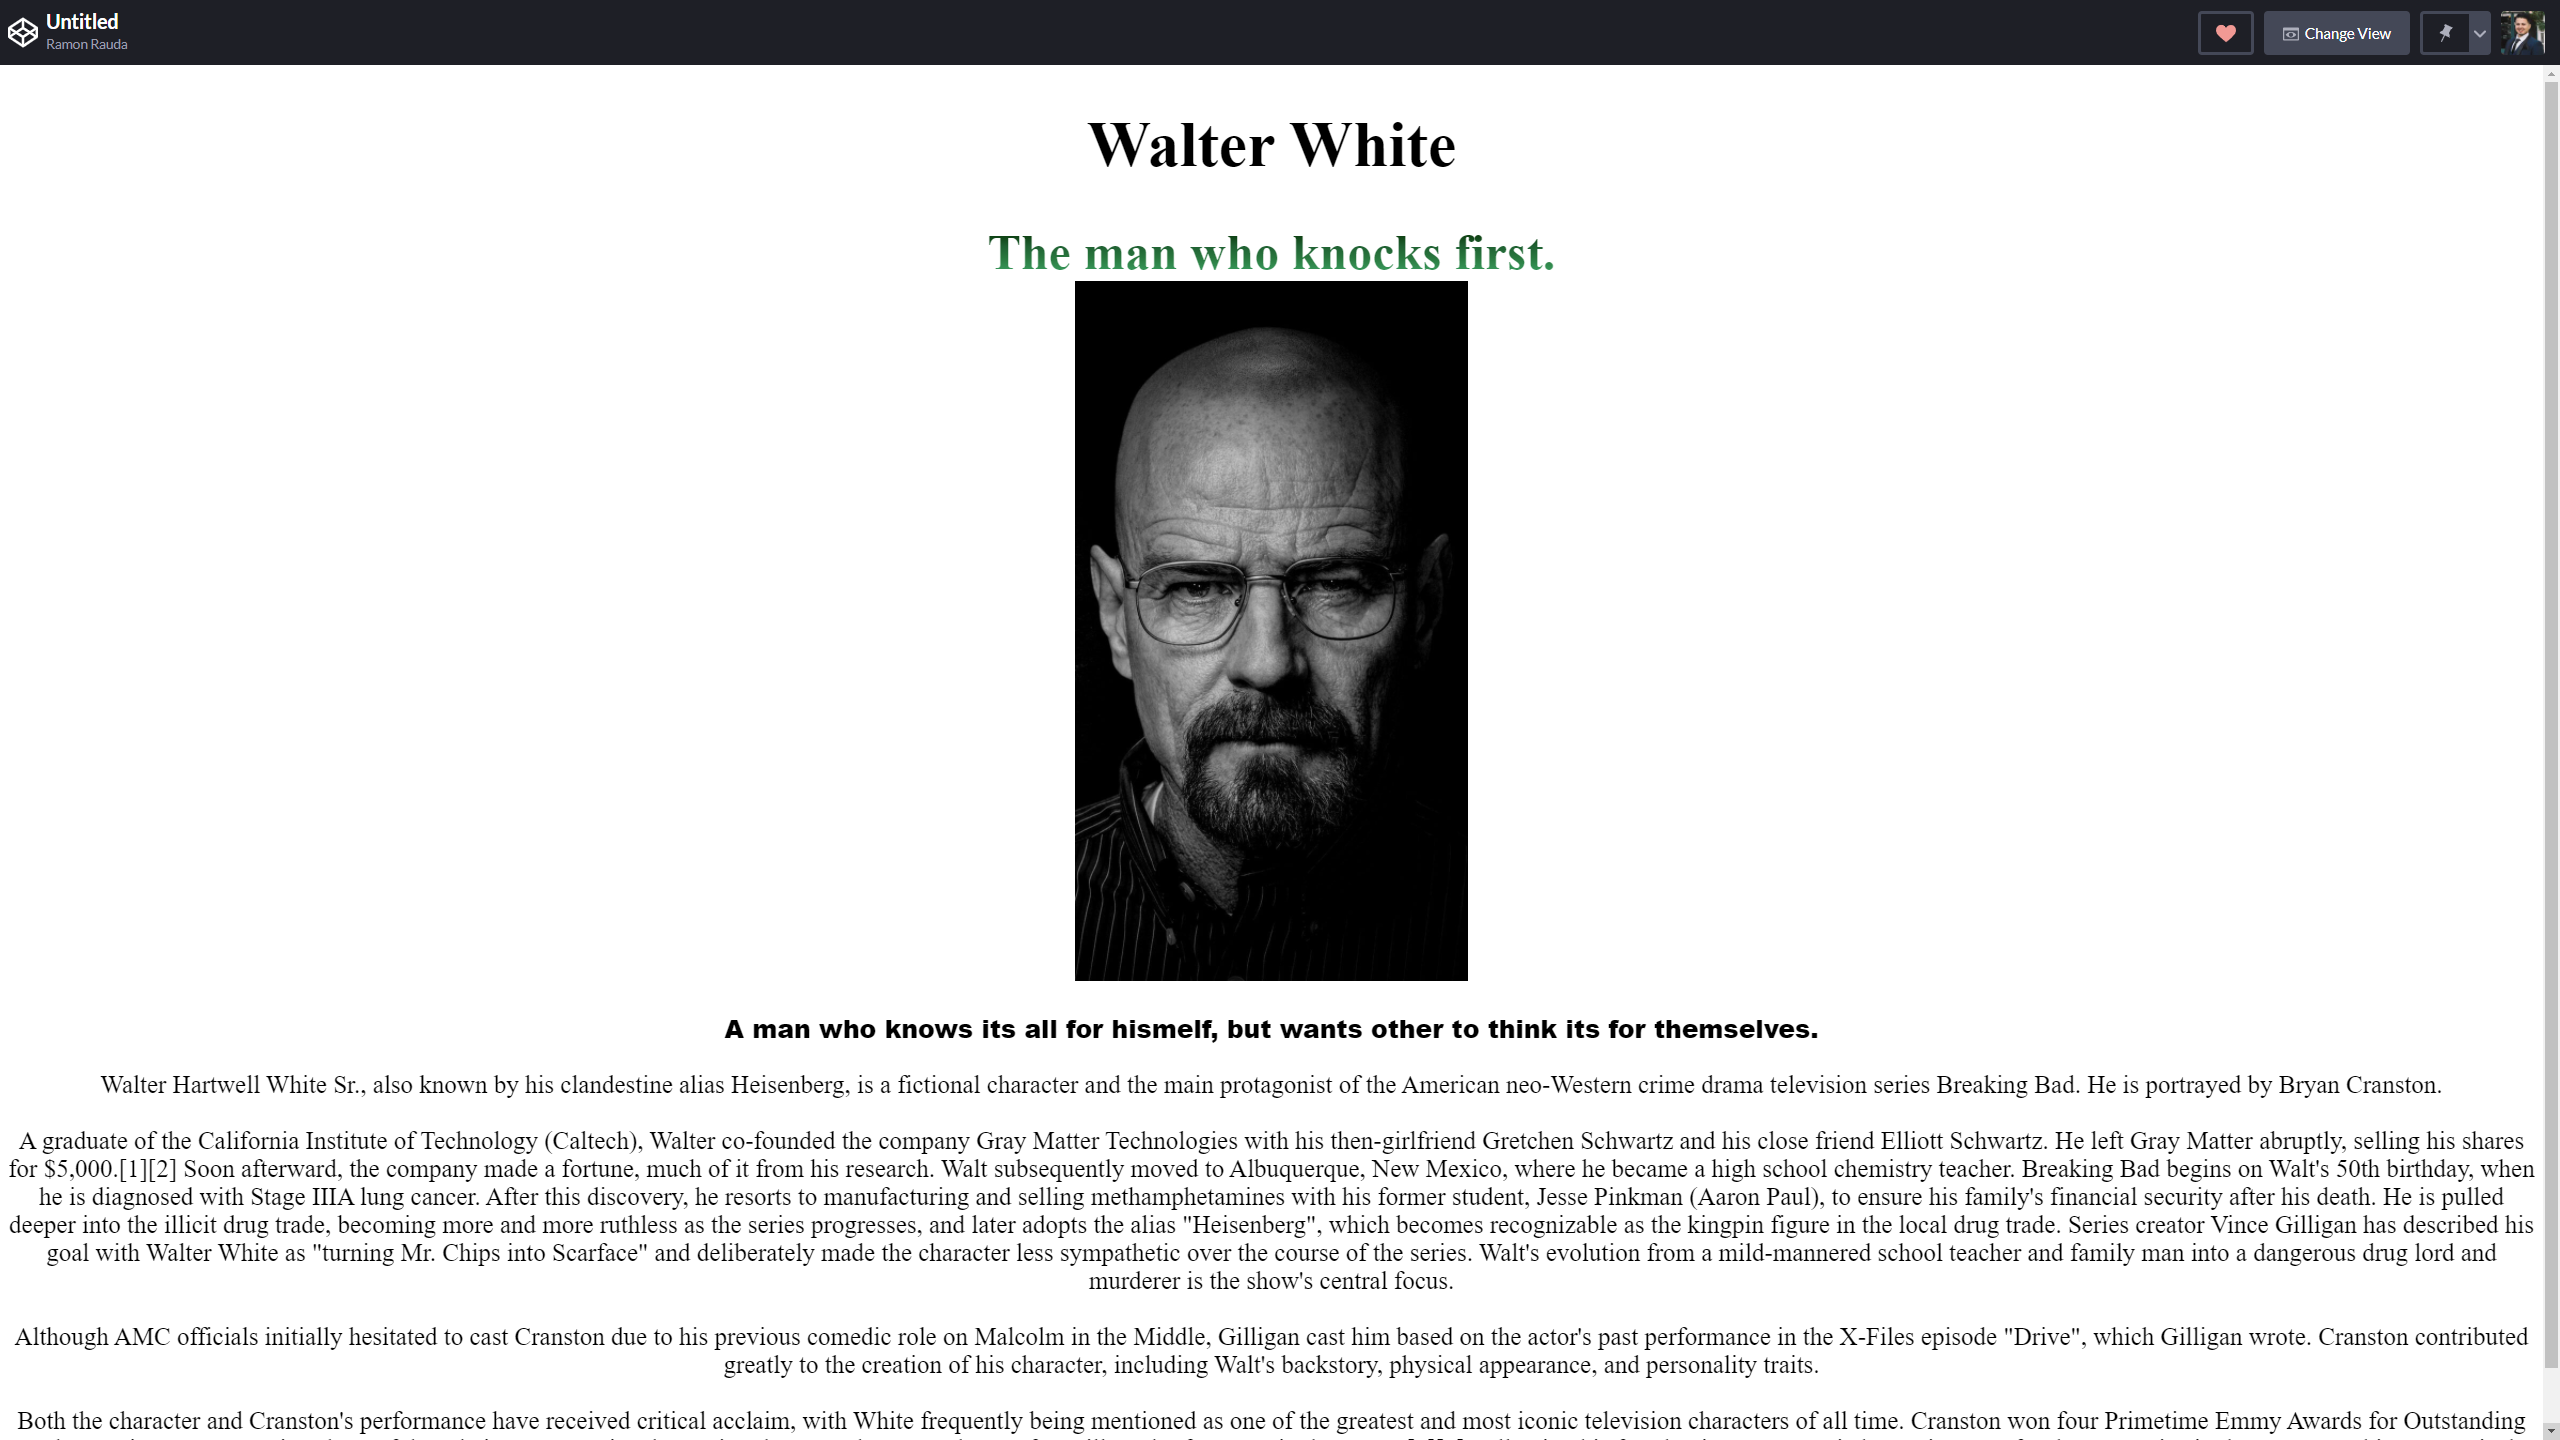 Untitled
Ramon Rauda
Change View
Walter White
The man who knocks first.
A man who knows its all for hismelf, but wants other to think its for themselves.
Walter Hartwell White Sr., also known by his clandestine alias Heisenberg, is a fictional character and the main protagonist of the American neo-Western crime drama television series Breaking Bad. He is portrayed by Bryan Cranston.
A graduate of the California Institute of Technology (Caltech), Walter co-founded the company Gray Matter Technologies with his then-girlfriend Gretchen Schwartz and his close friend Elliott Schwartz. He left Gray Matter abruptly, selling his shares
for $5,000.[1][2] Soon afterward, the company made a fortune, much of it from his research. Walt subsequently moved to Albuquerque, New Mexico, where he became a high school chemistry teacher. Breaking Bad begins on Walt's 50th birthday, when
he is diagnosed with Stage IIIA lung cancer. After this discovery, he resorts to manufacturing and selling methamphetamines with his former student, Jesse Pinkman (Aaron Paul), to ensure his family's financial security after his death. He is pulled
deeper into the illicit drug trade, becoming more and more ruthless as the series progresses, and later adopts the alias "Heisenberg", which becomes recognizable as the kingpin figure in the local drug trade. Series creator Vince Gilligan has described his
goal with Walter White as "turning Mr. Chips into Scarface" and deliberately made the character less sympathetic over the course of the series. Walt's evolution from a mild-mannered school teacher and family man into a dangerous drug lord and
murderer is the show's central focus.
Although AMC officials initially hesitated to cast Cranston due to his previous comedic role on Malcolm in the Middle, Gilligan cast him based on the actor's past performance in the X-Files episode "Drive", which Gilligan wrote. Cranston contributed
greatly to the creation of his character, including Walt's backstory, physical appearance, and personality traits.
Both the character and Cranston's performance have received critical acclaim, with White frequently being mentioned as one of the greatest and most iconic television characters of all time. Cranston won four Primetime Emmy Awards for Outstanding